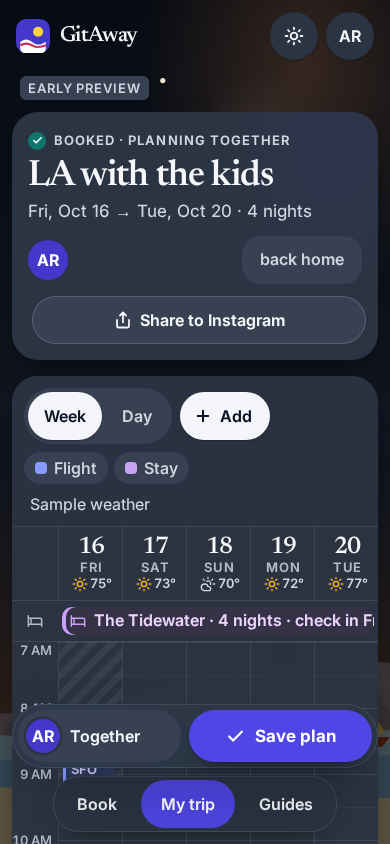 GitAway
AR
EARLY PREVIEW
BOOKED · PLANNING TOGETHER
LA with the kids
Fri, Oct 16 → Tue, Oct 20 · 4 nights
AR
back home
Share to Instagram
Week
Day
+ Add
Flight
Stay
Sample weather
16 17 18 19 20
FRI SAT SUN MON TUE
75° 73° 70° 72° 77°
The Tidewater · 4 nights · check in
7 AM
AR
Together
Save plan
9 AM
SFO
Book
My trip
Guides
10 AM